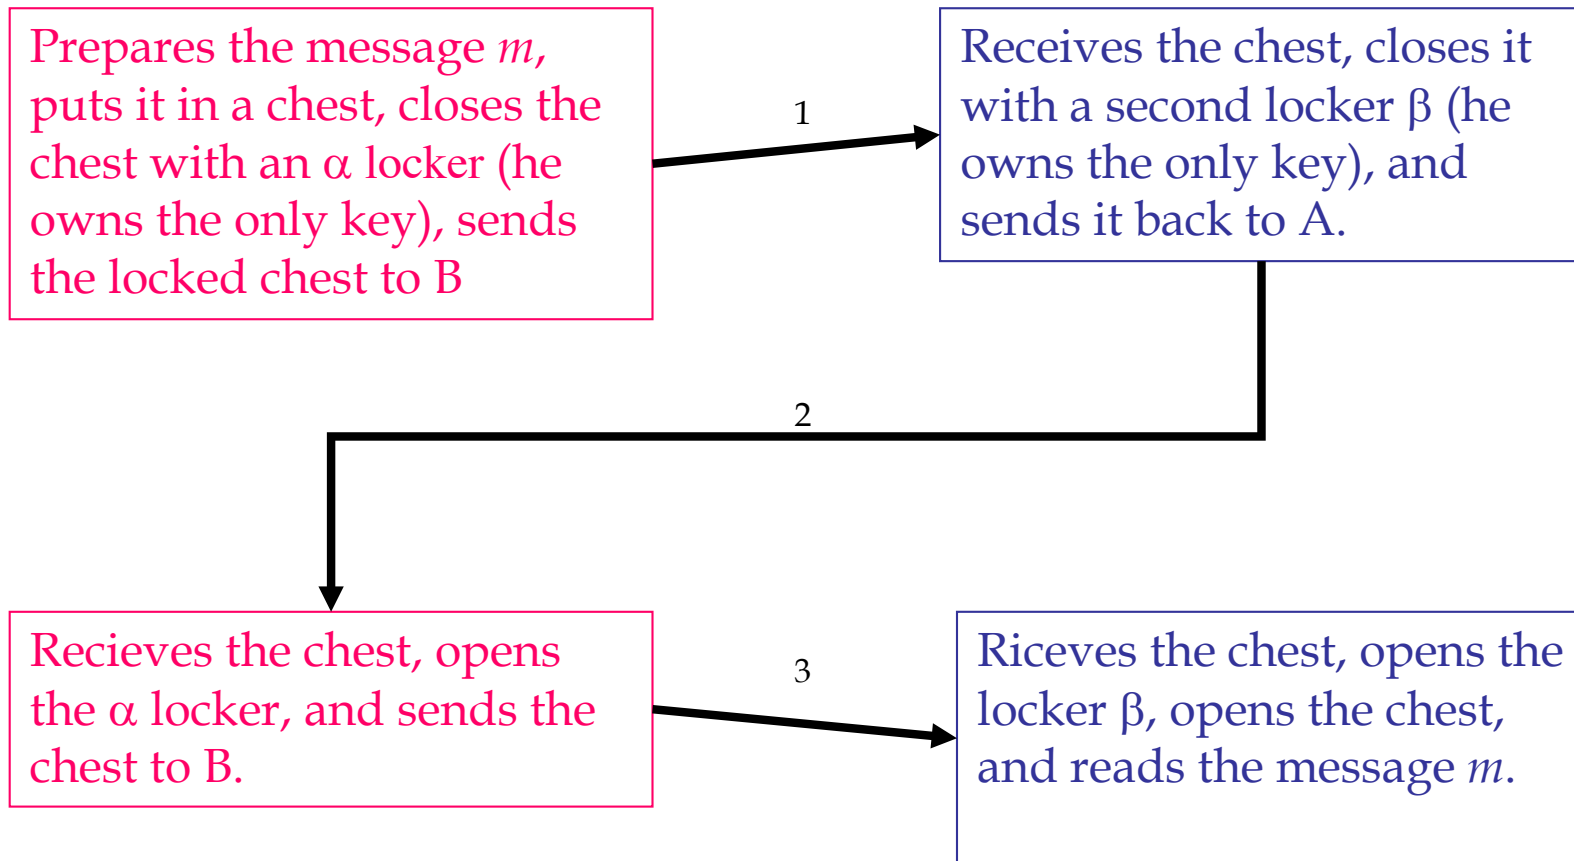 Prepares the message m,
puts it in a chest, closes the
chest with an α locker (he
owns the only key), sends
the locked chest to B
1
Receives the chest, closes it
with a second locker β (he
owns the only key), and
sends it back to A.
2
Recieves the chest, opens
the α locker, and sends the
chest to B.
3
Riceves the chest, opens the
locker β, opens the chest,
and reads the message m.